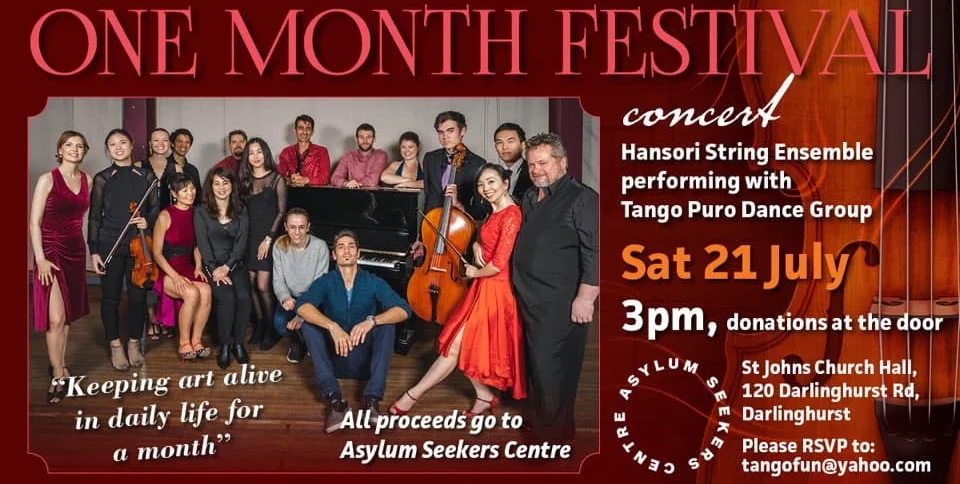 ONE MONTH FESTIVAL
concert
Hansori String Ensemble
performing with
Tango Puro Dance Group
Sat 21 July
3pm, donations at the door
St Johns Church Hall,
120 Darlinghurst Rd,
Darlinghurst
Please RSVP to:
tangofun@yahoo.com
ASYLUM SEEKERS CENTRE
“Keeping art alive
in daily life for
a month”
All proceeds go to
Asylum Seekers Centre